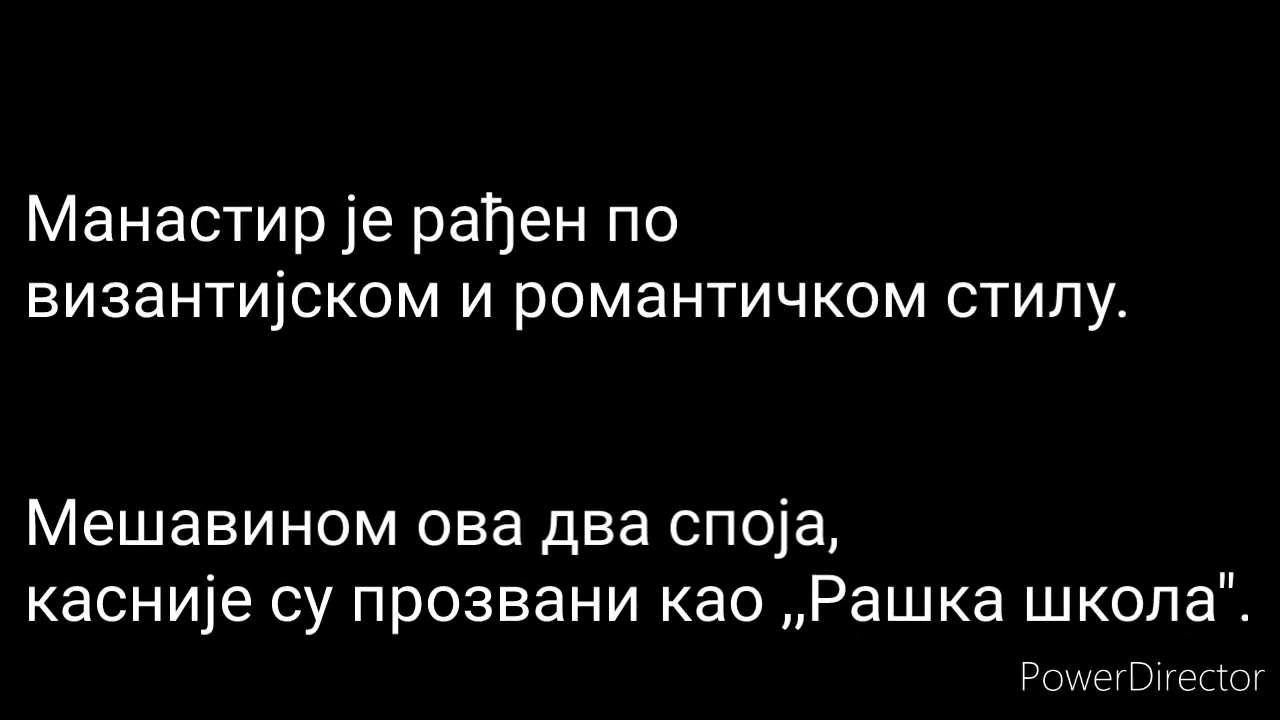 Манастир је рађен по
византијском и романтичком стилу.
Мешавином ова два споја,
касније су прозвани као ,,Рашка школа".
PowerDirector